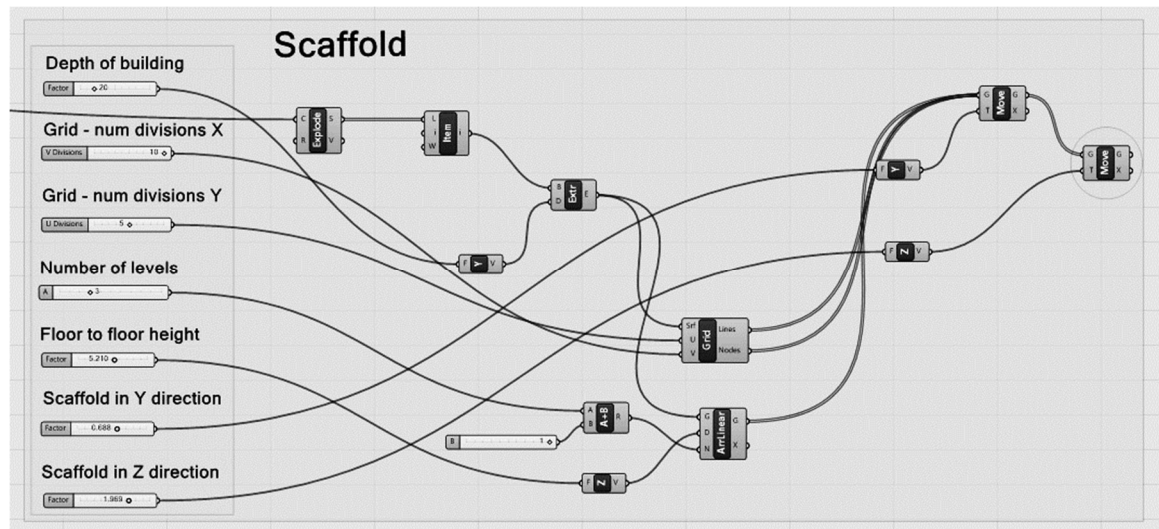 Scaffold
Depth of building
Factor 20
Grid - num divisions X
V Divisions 10
Grid - num divisions Y
U Divisions 5
Number of levels
A 3
Floor to floor height
Factor 5.210
Scaffold in Y direction
Factor 0.688
Scaffold in Z direction
Factor 1.969
C R Explode S V
L i W Item i
B D Extr E
F Y V
Srf U V Grid Lines Nodes
A B A+B R
B 1
F Z V
G D N ArrLinear G X
F Y V
F Z V
G T Move G X
G T Move G X